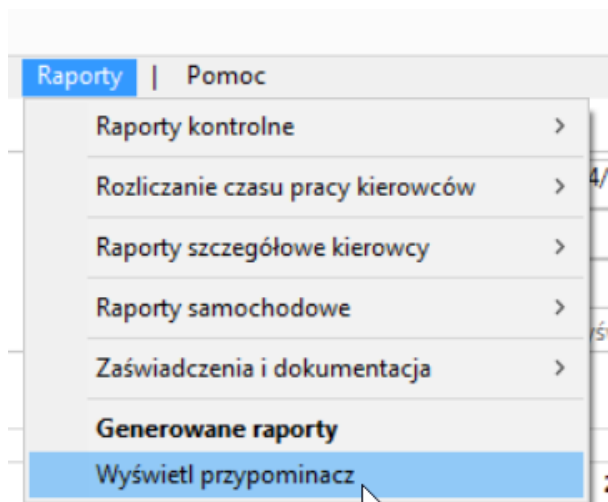 Raporty | Pomoc
Raporty kontrolne
4/
Rozliczanie czasu pracy kierowców
Raporty szczegółowe kierowcy
Raporty samochodowe
Zaświadczenia i dokumentacja
Generowane raporty
Wyświetl przypominacz